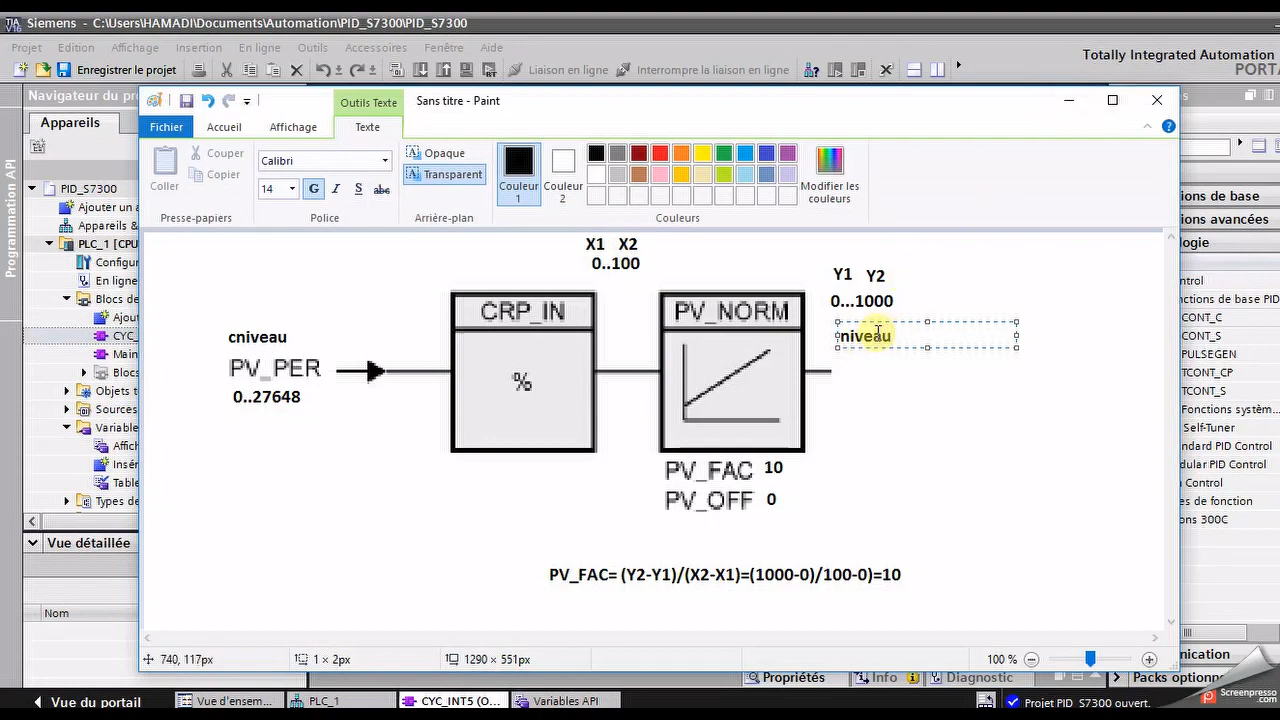 Siemens - C:\Users\HAMADI\Documents\Automation\PID_S7300\PID_S7300
Projet Edition Affichage Insertion En ligne Outils Accessoires Fenêtre Aide
Totally Integrated Automation
PORTA
Enregistrer le projet
Liaison en ligne
Interrompre la liaison en ligne
Navigateur du pro
Appareils
Programmation API
PID_S7300
Ajouter un a
Appareils &
PLC_1 [CPU
Configur
En ligne
Blocs de
Ajout
CYC_
Main
Blocs
Objets t
Sources
Variable
Affich
Insér
Table
Types de
Vue détaillée
Nom
Outils Texte
Sans titre - Paint
Fichier Accueil Affichage Texte
Coller
Couper
Copier
Presse-papiers
Calibri
14
G I S abc
Police
Opaque
Transparent
Arrière-plan
Couleur 1
Couleur 2
Modifier les couleurs
Couleurs
X1 X2
0..100
Y1 Y2
0...1000
niveau
cniveau
PV_PER
0..27648
CRP_IN
%
PV_NORM
PV_FAC 10
PV_OFF 0
PV_FAC= (Y2-Y1)/(X2-X1)=(1000-0)/100-0)=10
740, 117px
1 × 2px
1290 × 551px
100 %
ions de base
ions avancées
logie
ontrol
nctions de base PID
CONT_C
CONT_S
PULSEGEN
TCONT_CP
TCONT_S
Fonctions systèm
Self-Tuner
ndard PID Control
dular PID Control
n Control
es de fonction
ions 300C
nication
Packs optionn
Propriétés
Info
Diagnostic
Vue du portail
Vue d'ensem...
PLC_1
CYC_INT5 (O...
Variables API
Projet PID_S7300 ouvert.
Screenpresso
.com